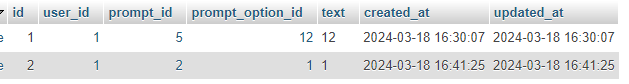 id user_id prompt_id prompt_option_id text created_at updated_at
e 1 1 5 12 12 2024-03-18 16:30:07 2024-03-18 16:30:07
e 2 1 2 1 1 2024-03-18 16:41:25 2024-03-18 16:41:25